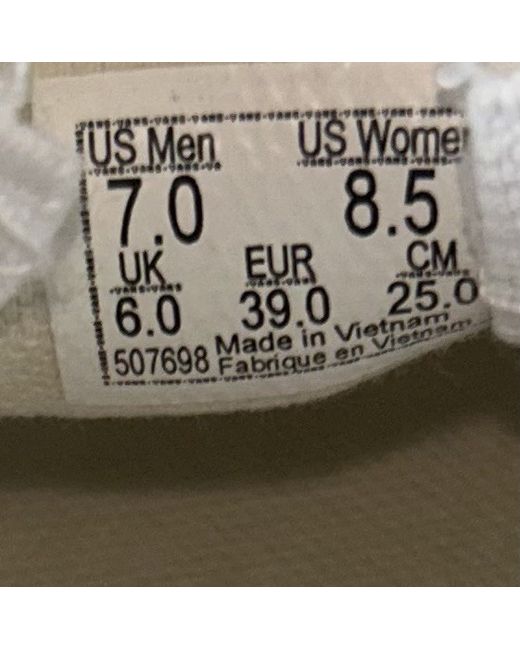 US Men US Wome
7.0 8.5
UK EUR CM
6.0 39.0 25.0
507698 Made in Vietnam
Fabrique en Vietnam